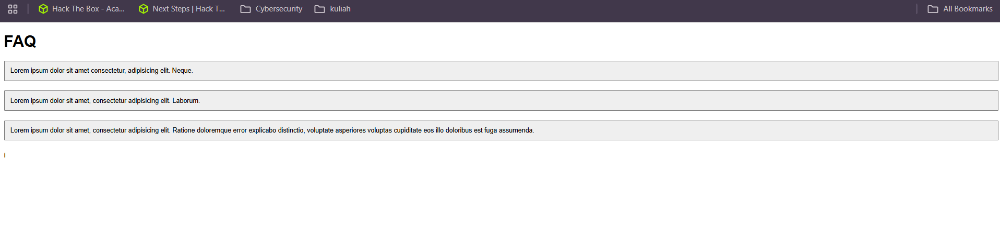 Hack The Box - Aca...
Next Steps | Hack T...
Cybersecurity
kuliah
All Bookmarks
FAQ
Lorem ipsum dolor sit amet consectetur, adipisicing elit. Neque.
Lorem ipsum dolor sit amet, consectetur adipisicing elit. Laborum.
Lorem ipsum dolor sit amet, consectetur adipisicing elit. Ratione doloremque error explicabo distinctio, voluptate asperiores voluptas cupiditate eos illo doloribus est fuga assumenda.
i